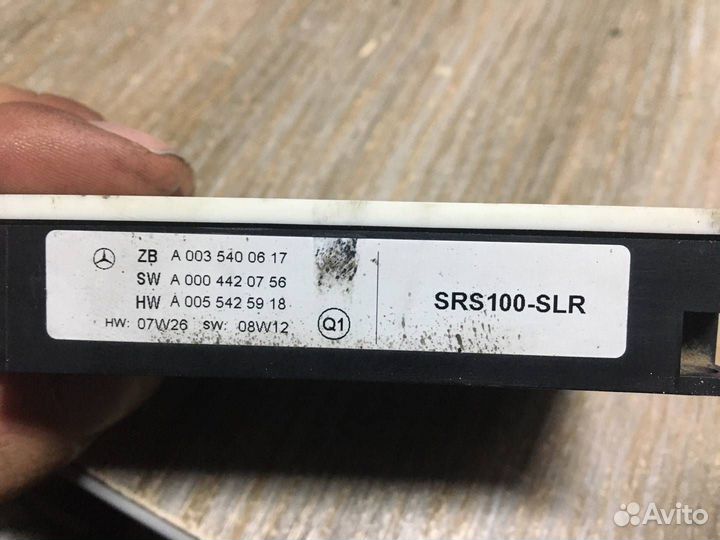 ZB A 003 540 06 17
SW A 000 442 07 56
HW A 005 542 59 18
HW: 07W26 SW: 08W12 Q1
SRS100-SLR
Avito